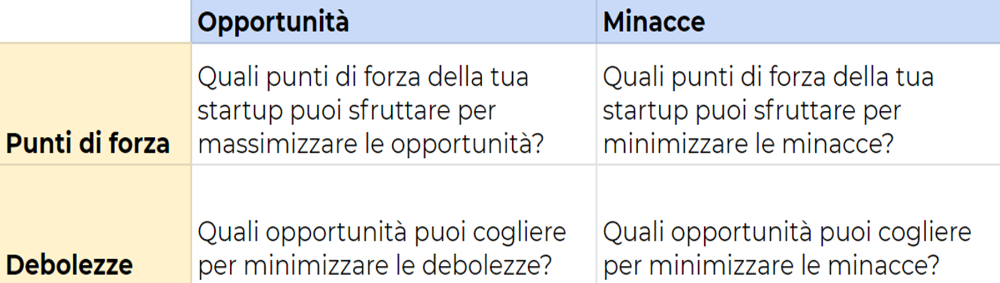 Opportunità
Minacce
Punti di forza
Quali punti di forza della tua
startup puoi sfruttare per
massimizzare le opportunità?
Quali punti di forza della tua
startup puoi sfruttare per
minimizzare le minacce?
Debolezze
Quali opportunità puoi cogliere
per minimizzare le debolezze?
Quali opportunità puoi cogliere
per minimizzare le minacce?